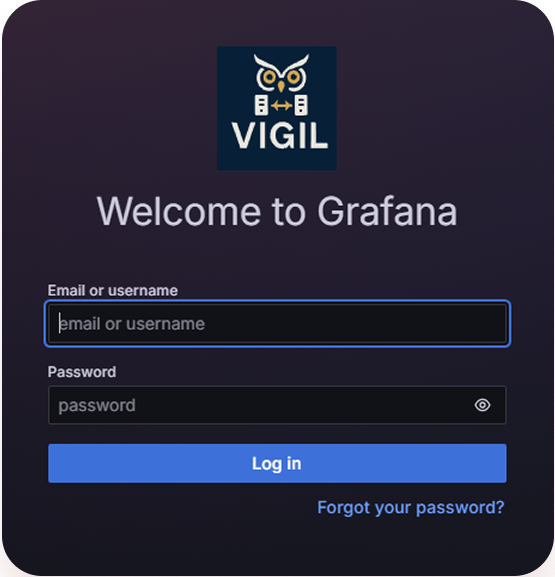 VIGIL
Welcome to Grafana
Email or username
email or username
Password
password
Log in
Forgot your password?